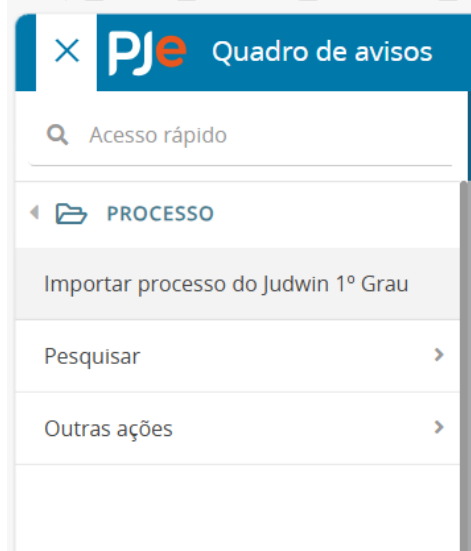 PJe Quadro de avisos
Acesso rápido
PROCESSO
Importar processo do Judwin 1º Grau
Pesquisar
Outras ações